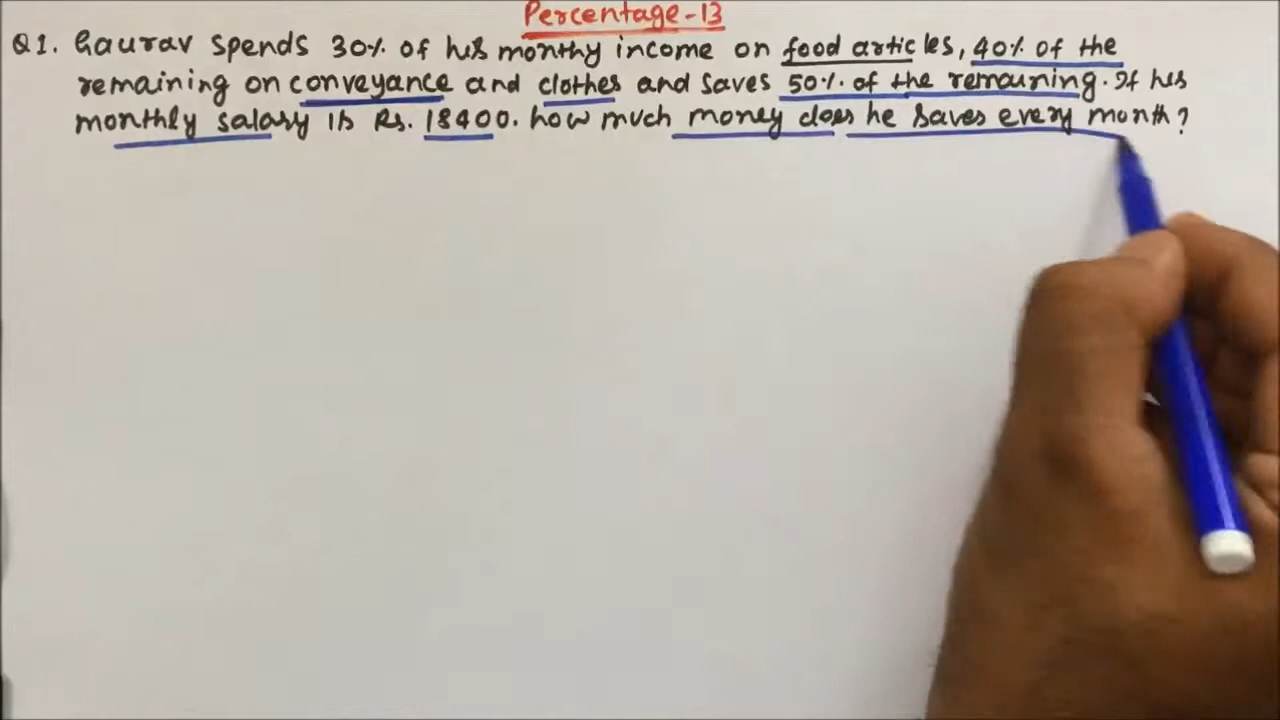 Percentage-13
Q1. Gaurav spends 30% of his monthy income on food articles, 40% of the
remaining on conveyance and clothes and saves 50% of the remaining. If his
monthly salary is Rs. 18400. how much money does he saves every month?